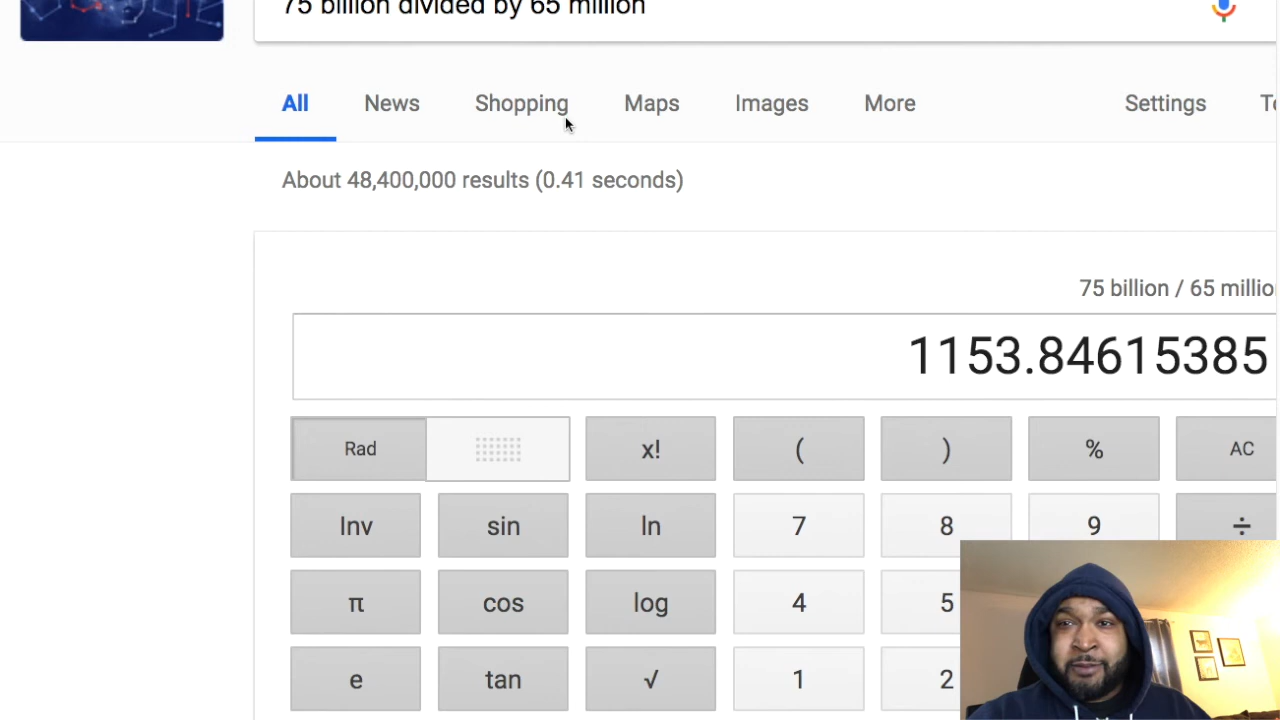 75 billion divided by 65 million
All News Shopping Maps Images More Settings
About 48,400,000 results (0.41 seconds)
75 billion / 65 millio
1153.84615385
Rad x! ( ) % AC
Inv sin ln 7 8 9 ÷
π cos log 4 5
e tan √ 1 2